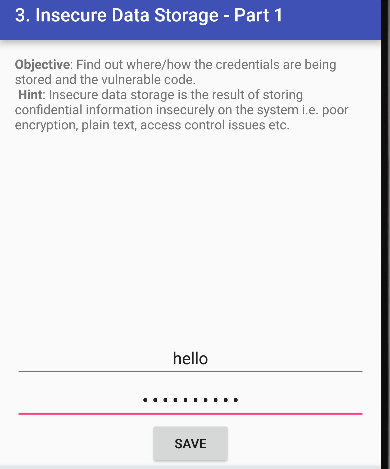 3. Insecure Data Storage - Part 1
Objective: Find out where/how the credentials are being
stored and the vulnerable code.
Hint: Insecure data storage is the result of storing
confidential information insecurely on the system i.e. poor
encryption, plain text, access control issues etc.
hello
••••••••••
SAVE